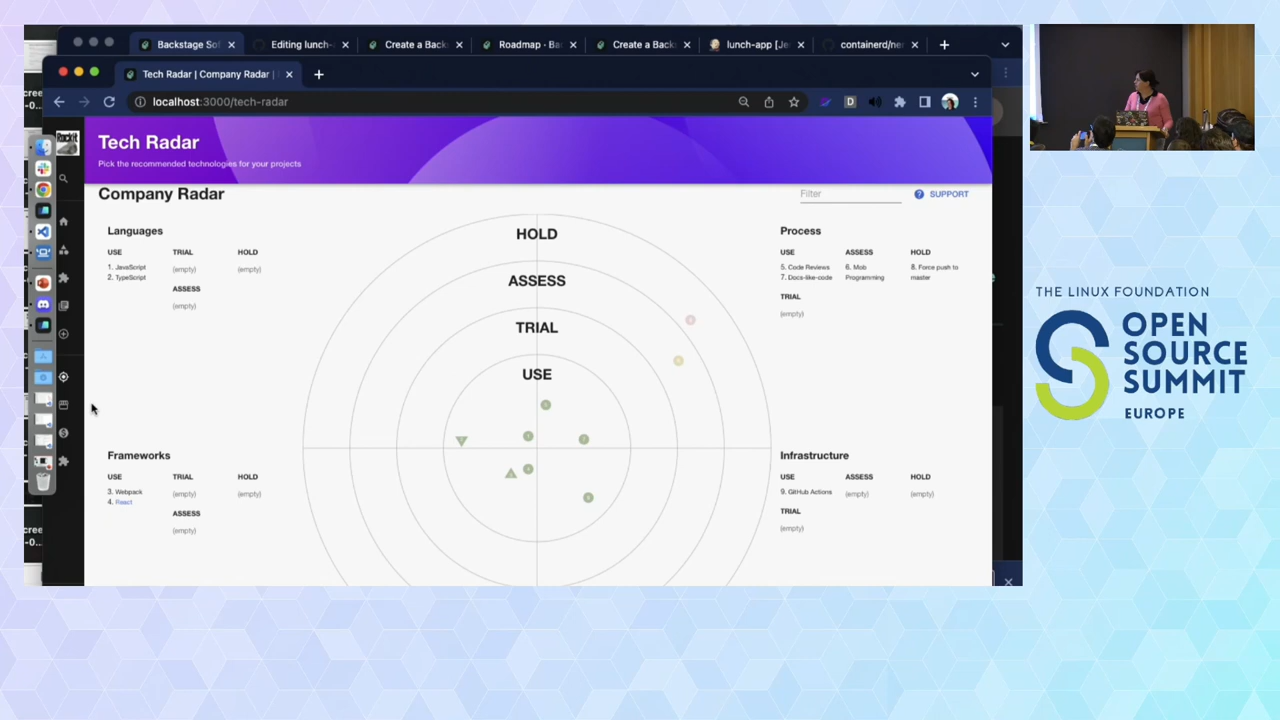 Backstage Sof
Editing lunch-
Create a Back
Roadmap · Ba
Create a Back
lunch-app [Je
containerd/ner
Tech Radar | Company Radar |
localhost:3000/tech-radar
D
Tech Radar
Pick the recommended technologies for your projects
Company Radar
Filter
SUPPORT
Languages
USE
TRIAL
HOLD
1. JavaScript
2. TypeScript
(empty)
(empty)
ASSESS
(empty)
HOLD
ASSESS
TRIAL
USE
Process
USE
ASSESS
HOLD
5. Code Reviews
7. Docs-like-code
6. Mob
Programming
8. Force push to
master
TRIAL
(empty)
Frameworks
USE
TRIAL
HOLD
3. Webpack
4. React
(empty)
(empty)
ASSESS
(empty)
Infrastructure
USE
ASSESS
HOLD
9. GitHub Actions
(empty)
(empty)
TRIAL
(empty)
THE LINUX FOUNDATION
OPEN
SOURCE
SUMMIT
EUROPE